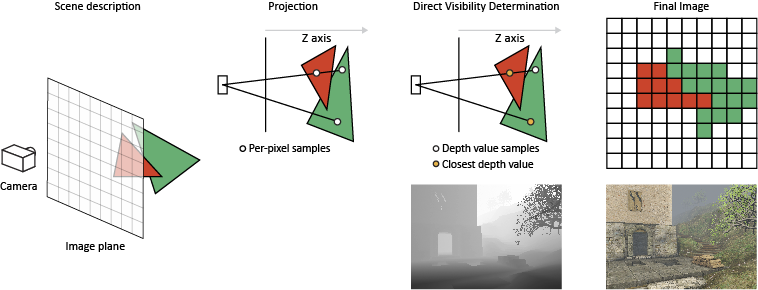 Scene description
Projection
Direct Visibility Determination
Final Image
Z axis
Z axis
Per-pixel samples
Depth value samples
Closest depth value
Camera
Image plane